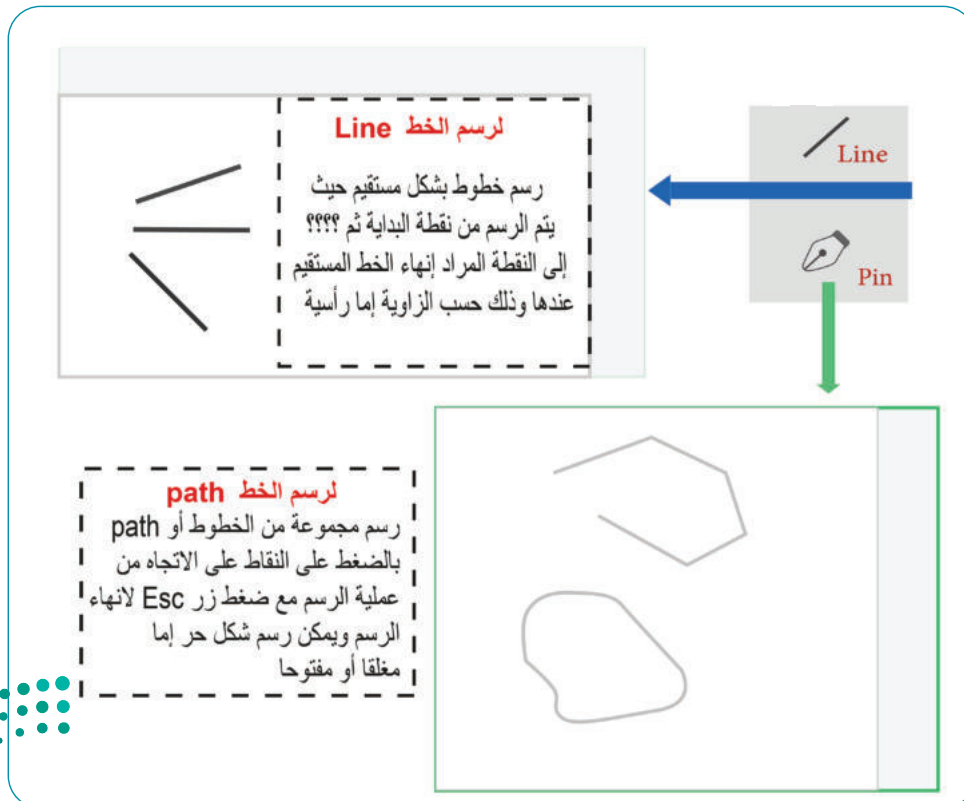 لرسم الخط Line
رسم خطوط بشكل مستقيم حيث
يتم الرسم من نقطة البداية ثم ؟؟؟؟
إلى النقطة المراد إنهاء الخط المستقيم
عندها وذلك حسب الزاوية إما رأسية
Line
Pin
لرسم الخط path
رسم مجموعة من الخطوط أو path
بالضغط على النقاط على الاتجاه من
عملية الرسم مع ضغط زر Esc لانهاء
الرسم ويمكن رسم شكل حر إما
مغلقا أو مفتوحا